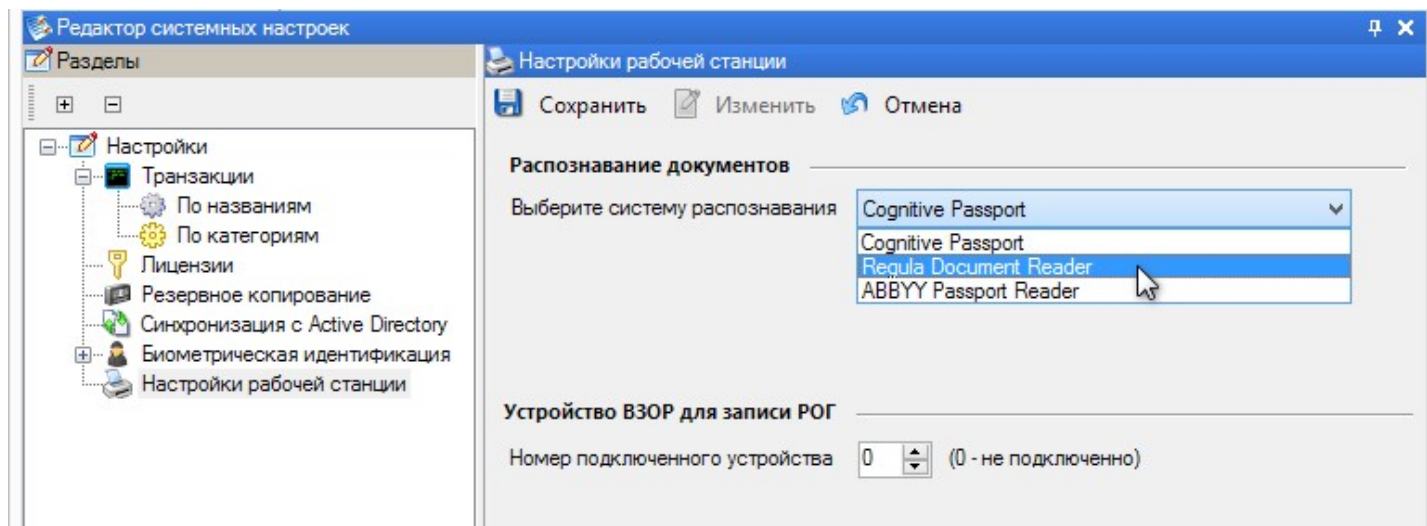 Редактор системных настроек
Разделы
Настройки
Транзакции
По названиям
По категориям
Лицензии
Резервное копирование
Синхронизация с Active Directory
Биометрическая идентификация
Настройки рабочей станции
Настройки рабочей станции
Сохранить Изменить Отмена
Распознавание документов
Выберите систему распознавания Cognitive Passport
Cognitive Passport
Regula Document Reader
ABBYY Passport Reader
Устройство ВЗОР для записи РОГ
Номер подключенного устройства 0 (0 - не подключенно)